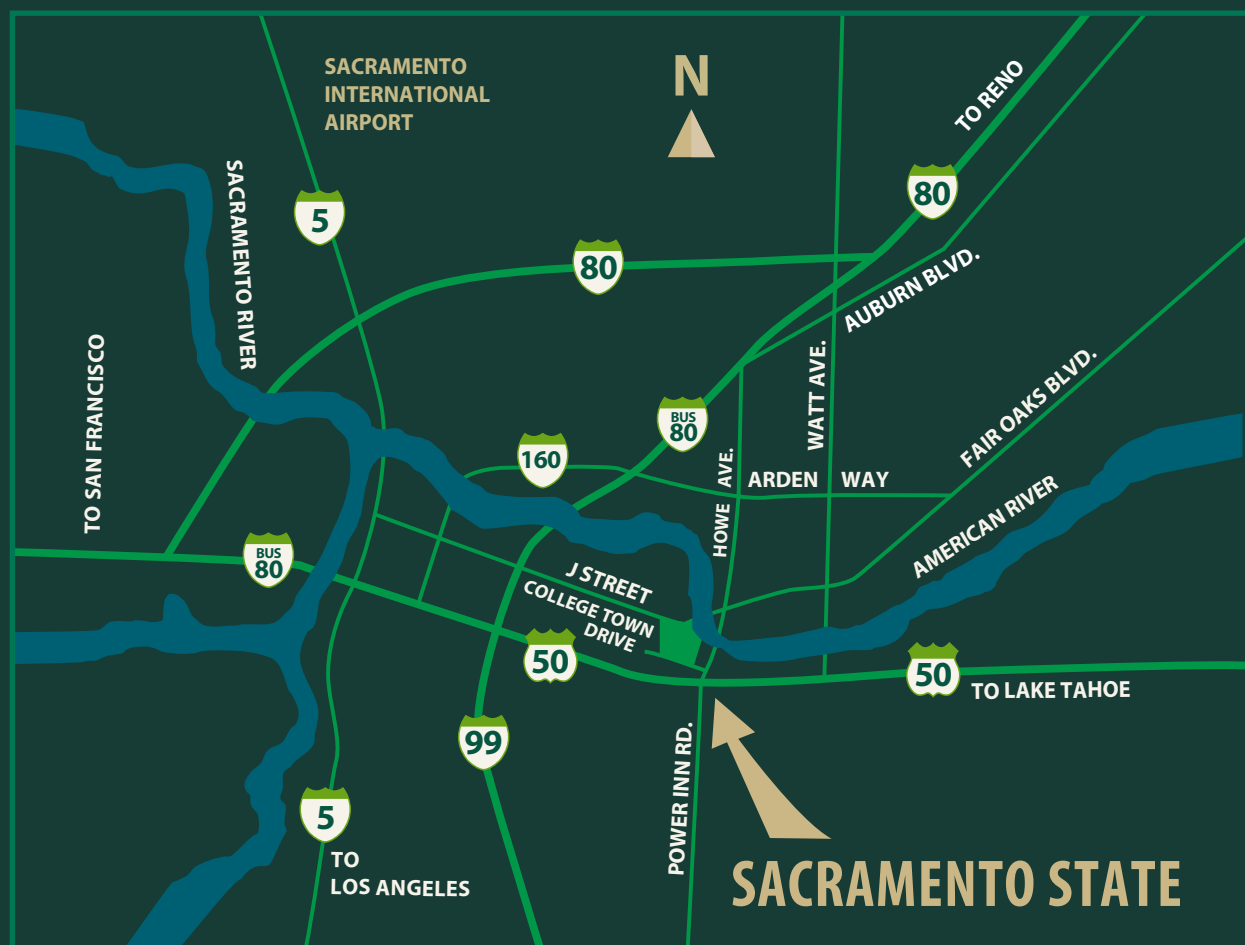 SACRAMENTO
INTERNATIONAL
AIRPORT
N
TO RENO
80
SACRAMENTO RIVER
5
80
AUBURN BLVD.
TO SAN FRANCISCO
WATT AVE.
FAIR OAKS BLVD.
BUS
80
160
HOWE AVE.
ARDEN WAY
AMERICAN RIVER
BUS
80
J STREET
COLLEGE TOWN
DRIVE
50
50
TO LAKE TAHOE
99
POWER INN RD.
5
TO
LOS ANGELES
SACRAMENTO STATE